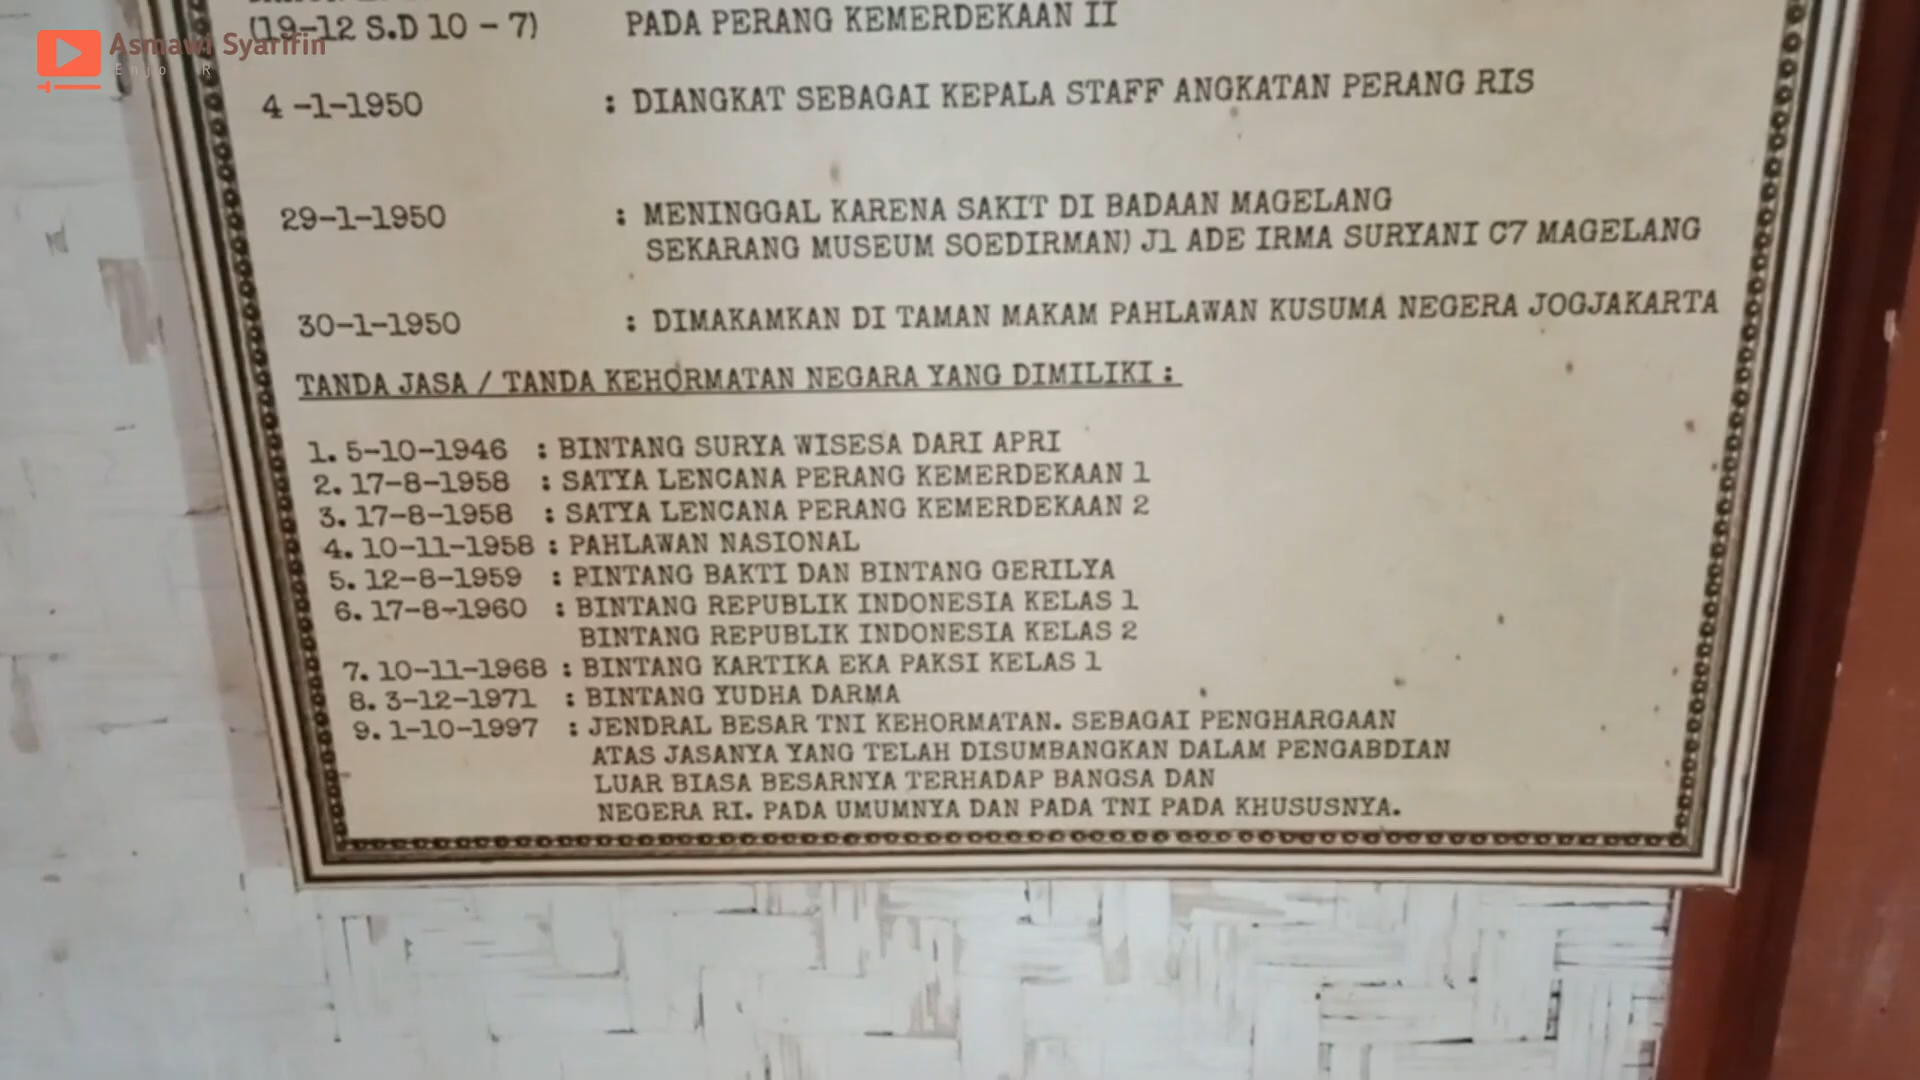 Asmawi Syarifin
(19-12 S.D 10 - 7) PADA PERANG KEMERDEKAAN II
4 -1-1950 : DIANGKAT SEBAGAI KEPALA STAFF ANGKATAN PERANG RIS
29-1-1950 : MENINGGAL KARENA SAKIT DI BADAAN MAGELANG
SEKARANG MUSEUM SOEDIRMAN) Jl ADE IRMA SURYANI C7 MAGELANG
30-1-1950 : DIMAKAMKAN DI TAMAN MAKAM PAHLAWAN KUSUMA NEGERA JOGJAKARTA
TANDA JASA / TANDA KEHORMATAN NEGARA YANG DIMILIKI :
1. 5-10-1946 : BINTANG SURYA WISESA DARI APRI
2. 17-8-1958 : SATYA LENCANA PERANG KEMERDEKAAN 1
3. 17-8-1958 : SATYA LENCANA PERANG KEMERDEKAAN 2
4. 10-11-1958 : PAHLAWAN NASIONAL
5. 12-8-1959 : PINTANG BAKTI DAN BINTANG GERILYA
6. 17-8-1960 : BINTANG REPUBLIK INDONESIA KELAS 1
BINTANG REPUBLIK INDONESIA KELAS 2
7. 10-11-1968 : BINTANG KARTIKA EKA PAKSI KELAS 1
8. 3-12-1971 : BINTANG YUDHA DARMA
9. 1-10-1997 : JENDRAL BESAR TNI KEHORMATAN. SEBAGAI PENGHARGAAN
ATAS JASANYA YANG TELAH DISUMBANGKAN DALAM PENGABDIAN
LUAR BIASA BESARNYA TERHADAP BANGSA DAN
NEGERA RI. PADA UMUMNYA DAN PADA TNI PADA KHUSUSNYA.